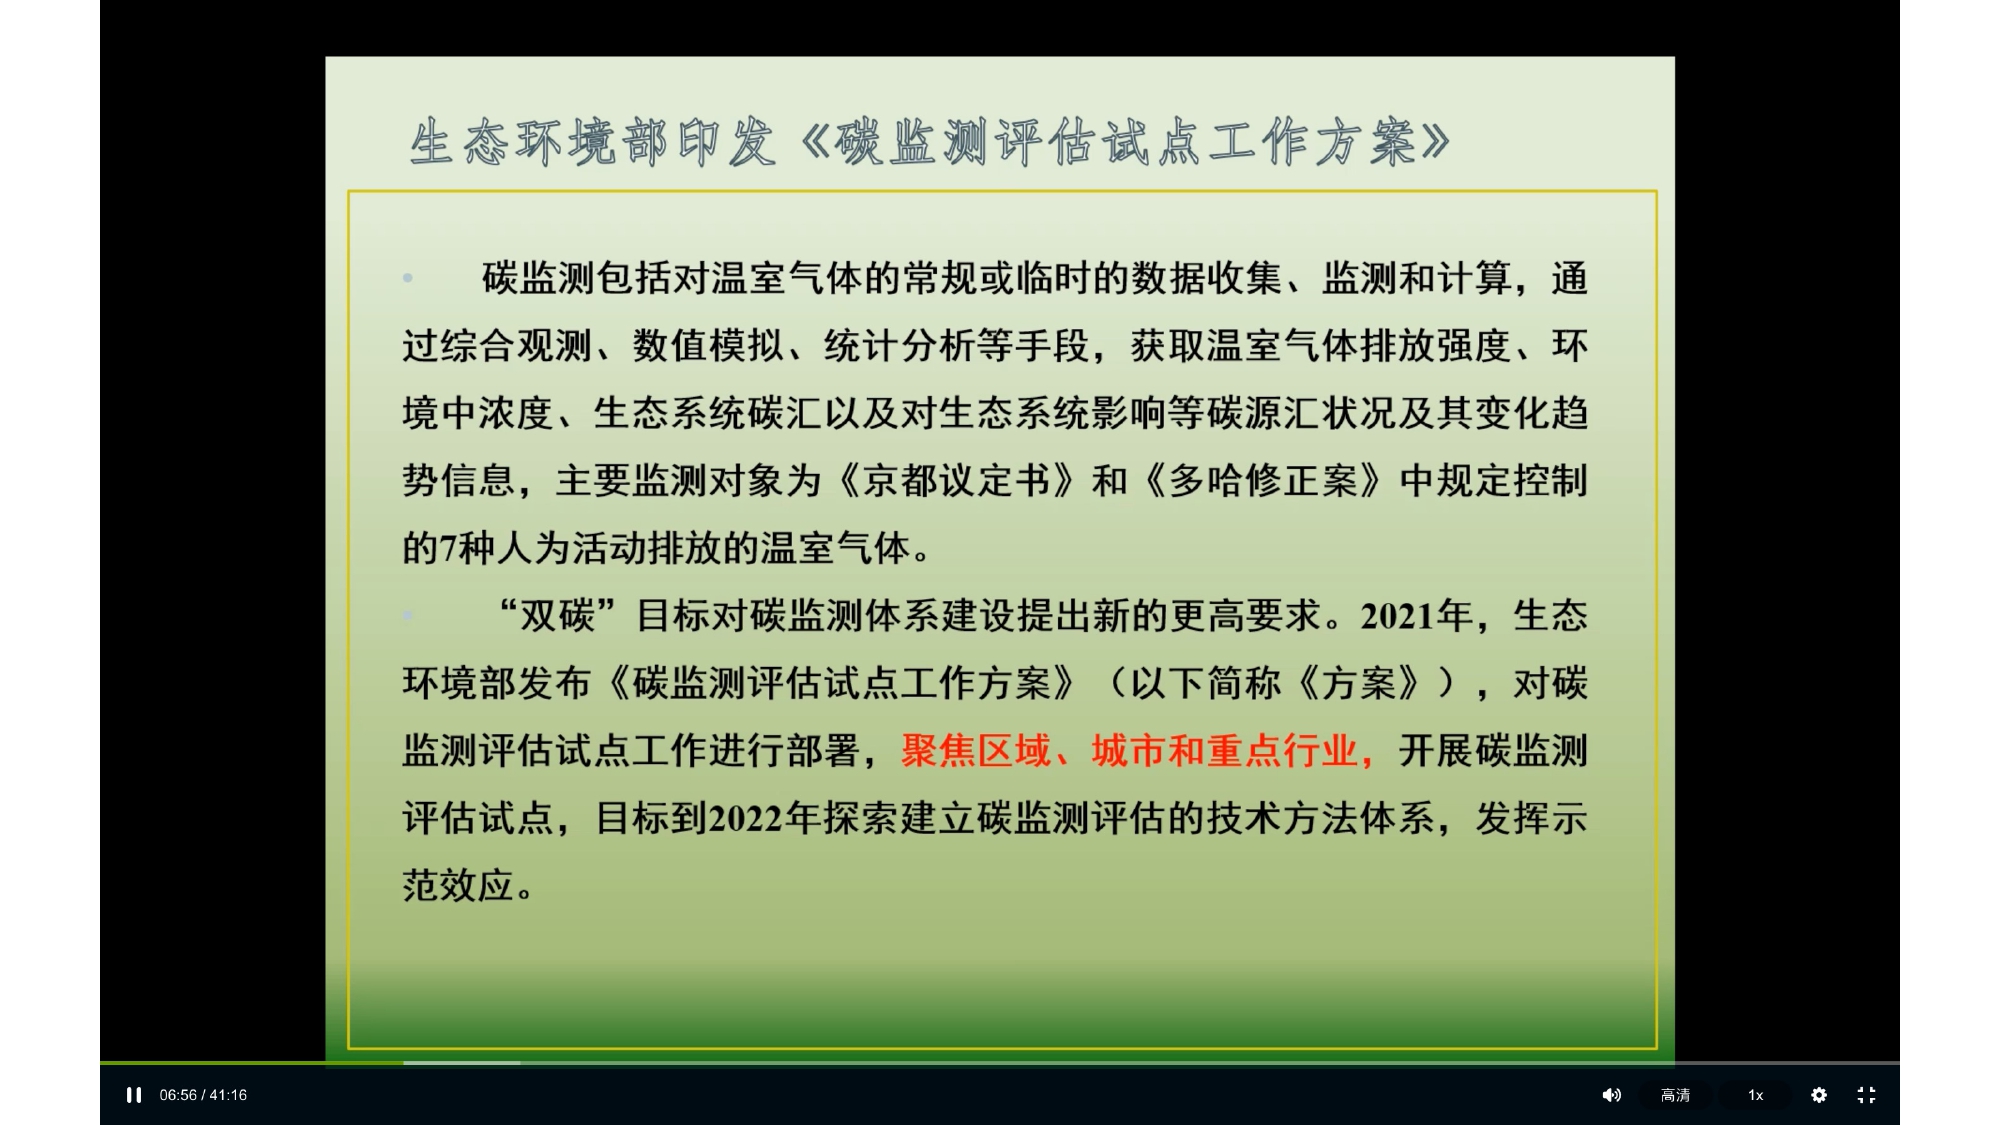 生态环境部印发《碳监测评估试点工作方案》
• 碳监测包括对温室气体的常规或临时的数据收集、监测和计算，通
过综合观测、数值模拟、统计分析等手段，获取温室气体排放强度、环
境中浓度、生态系统碳汇以及对生态系统影响等碳源汇状况及其变化趋
势信息，主要监测对象为《京都议定书》和《多哈修正案》中规定控制
的7种人为活动排放的温室气体。
• “双碳”目标对碳监测体系建设提出新的更高要求。2021年，生态
环境部发布《碳监测评估试点工作方案》（以下简称《方案》），对碳
监测评估试点工作进行部署，聚焦区域、城市和重点行业，开展碳监测
评估试点，目标到2022年探索建立碳监测评估的技术方法体系，发挥示
范效应。
06:56 / 41:16 高清 1x